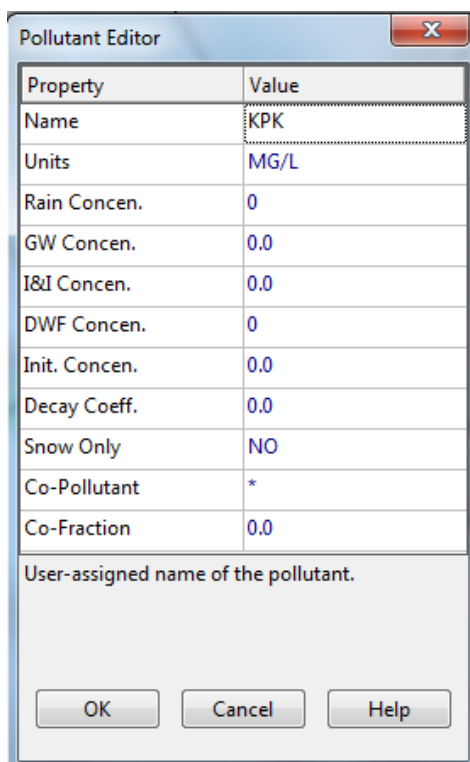 Pollutant Editor
Property Value
Name KPK
Units MG/L
Rain Concen. 0
GW Concen. 0.0
I&I Concen. 0.0
DWF Concen. 0
Init. Concen. 0.0
Decay Coeff. 0.0
Snow Only NO
Co-Pollutant *
Co-Fraction 0.0
User-assigned name of the pollutant.
OK Cancel Help